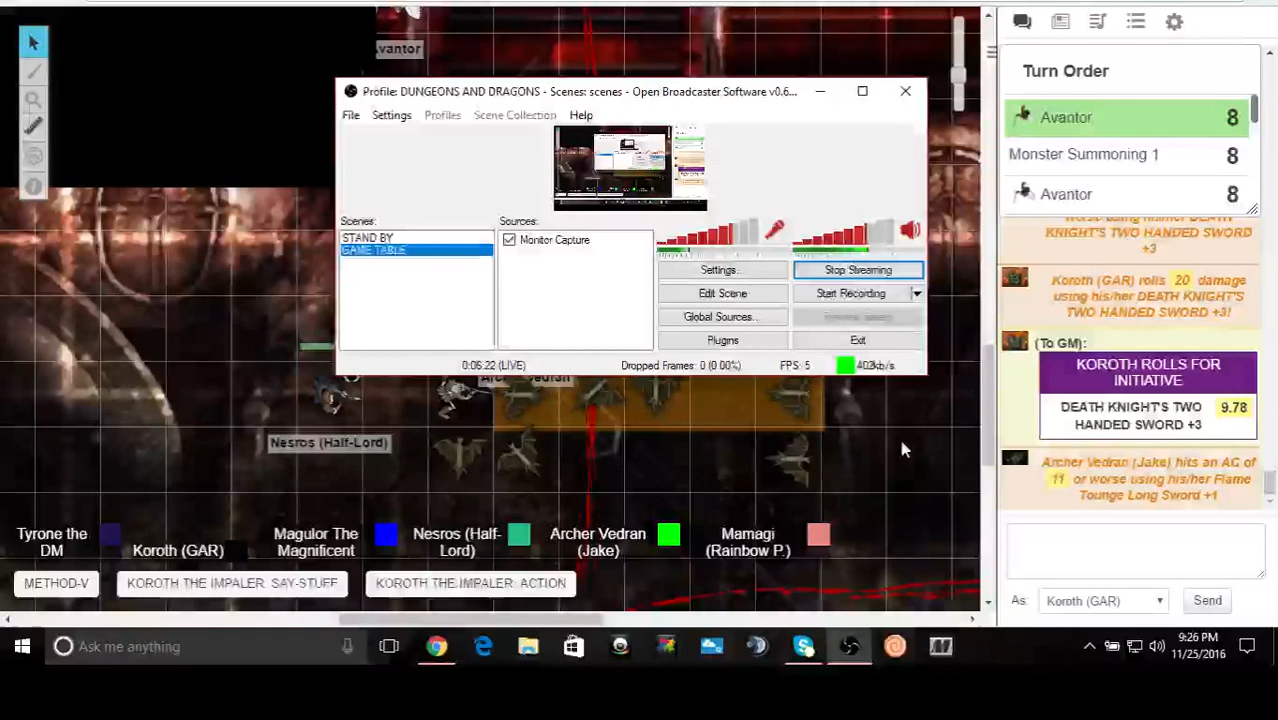 Avantor
Profile: DUNGEONS AND DRAGONS - Scenes: scenes - Open Broadcaster Software v0.6...
File Settings Profiles Scene Collection Help
Scenes:
STAND BY
GAME TABLE
Sources:
Monitor Capture
Settings...
Stop Streaming
Edit Scene
Start Recording
Global Sources...
Plugins
Exit
0:06:22 (LIVE)
Dropped Frames: 0 (0.00%)
FPS: 5
kb/s
Vedran
Nesros (Half-Lord)
Tyrone the
DM
Koroth (GAR)
Magulor The
Magnificent
Nesros (Half-
Lord)
Archer Vedran
(Jake)
Mamagi
(Rainbow P.)
METHOD-V
KOROTH THE IMPALER: SAY-STUFF
KOROTH THE IMPALER: ACTION
Turn Order
Avantor 8
Monster Summoning 1 8
Avantor 8
worse using his/her DEATH
KNIGHT'S TWO HANDED SWORD
+3
Koroth (GAR) rolls 20 damage
using his/her DEATH KNIGHT'S
TWO HANDED SWORD +3!
(To GM):
KOROTH ROLLS FOR
INITIATIVE
DEATH KNIGHT'S TWO
HANDED SWORD +3
9.78
Archer Vedran (Jake) hits an AC of
11 or worse using his/her Flame
Tounge Long Sword +1
As: Koroth (GAR) Send
Ask me anything
9:26 PM
11/25/2016